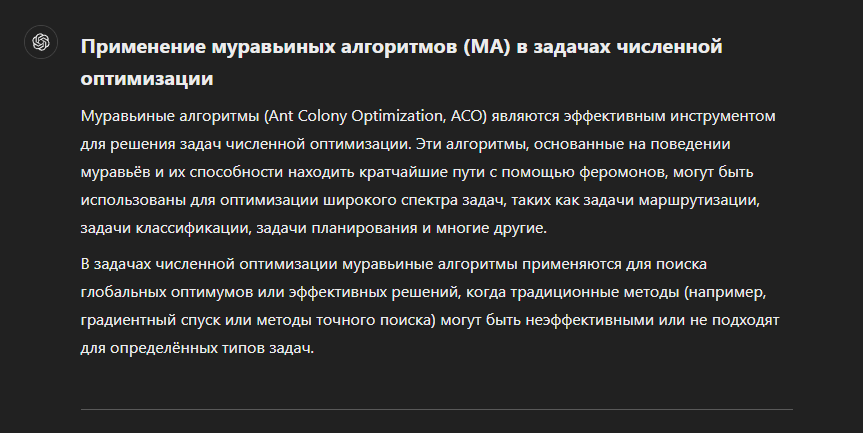 Применение муравьиных алгоритмов (МА) в задачах численной
оптимизации
Муравьиные алгоритмы (Ant Colony Optimization, ACO) являются эффективным инструментом
для решения задач численной оптимизации. Эти алгоритмы, основанные на поведении
муравьёв и их способности находить кратчайшие пути с помощью феромонов, могут быть
использованы для оптимизации широкого спектра задач, таких как задачи маршрутизации,
задачи классификации, задачи планирования и многие другие.
В задачах численной оптимизации муравьиные алгоритмы применяются для поиска
глобальных оптимумов или эффективных решений, когда традиционные методы (например,
градиентный спуск или методы точного поиска) могут быть неэффективными или не подходят
для определённых типов задач.